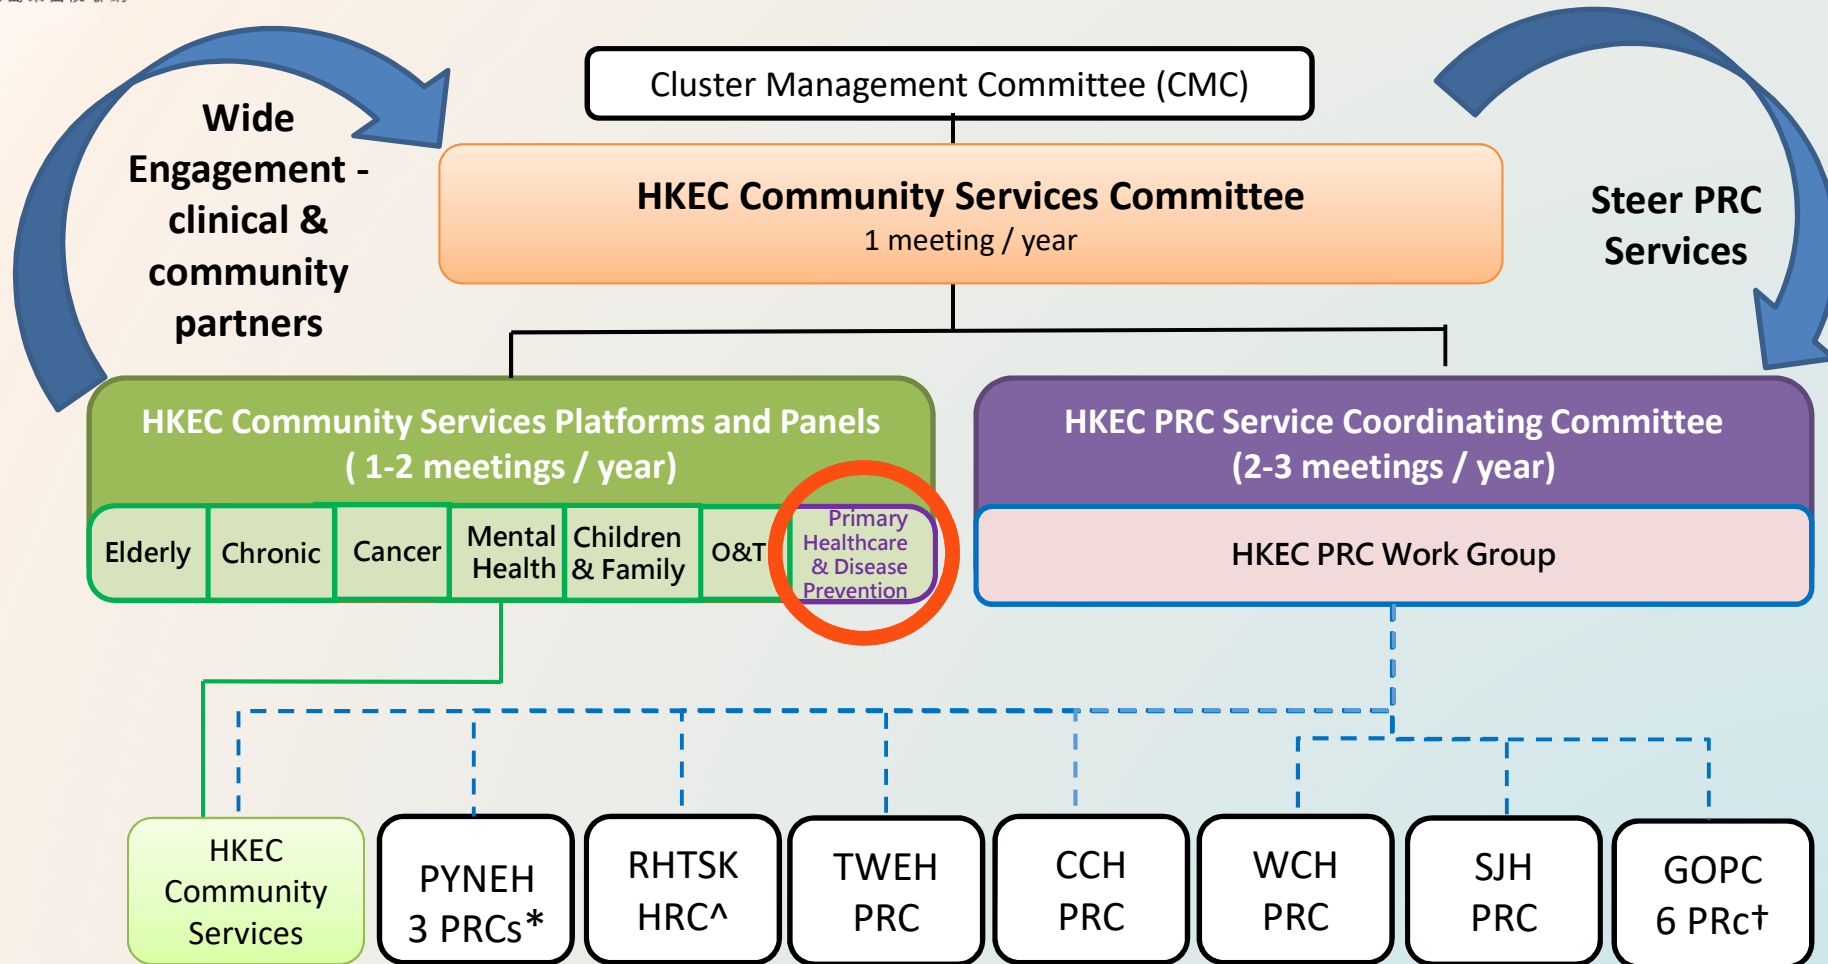 Cluster Management Committee (CMC)
Wide
Engagement -
clinical &
community
partners
HKEC Community Services Committee
1 meeting / year
Steer PRC
Services
HKEC Community Services Platforms and Panels
( 1-2 meetings / year)
Elderly
Chronic
Cancer
Mental
Health
Children
& Family
O&T
Primary
Healthcare
& Disease
Prevention
HKEC PRC Service Coordinating Committee
(2-3 meetings / year)
HKEC PRC Work Group
HKEC
Community
Services
PYNEH
3 PRCs*
RHTSK
HRC^
TWEH
PRC
CCH
PRC
WCH
PRC
SJH
PRC
GOPC
6 PRc†